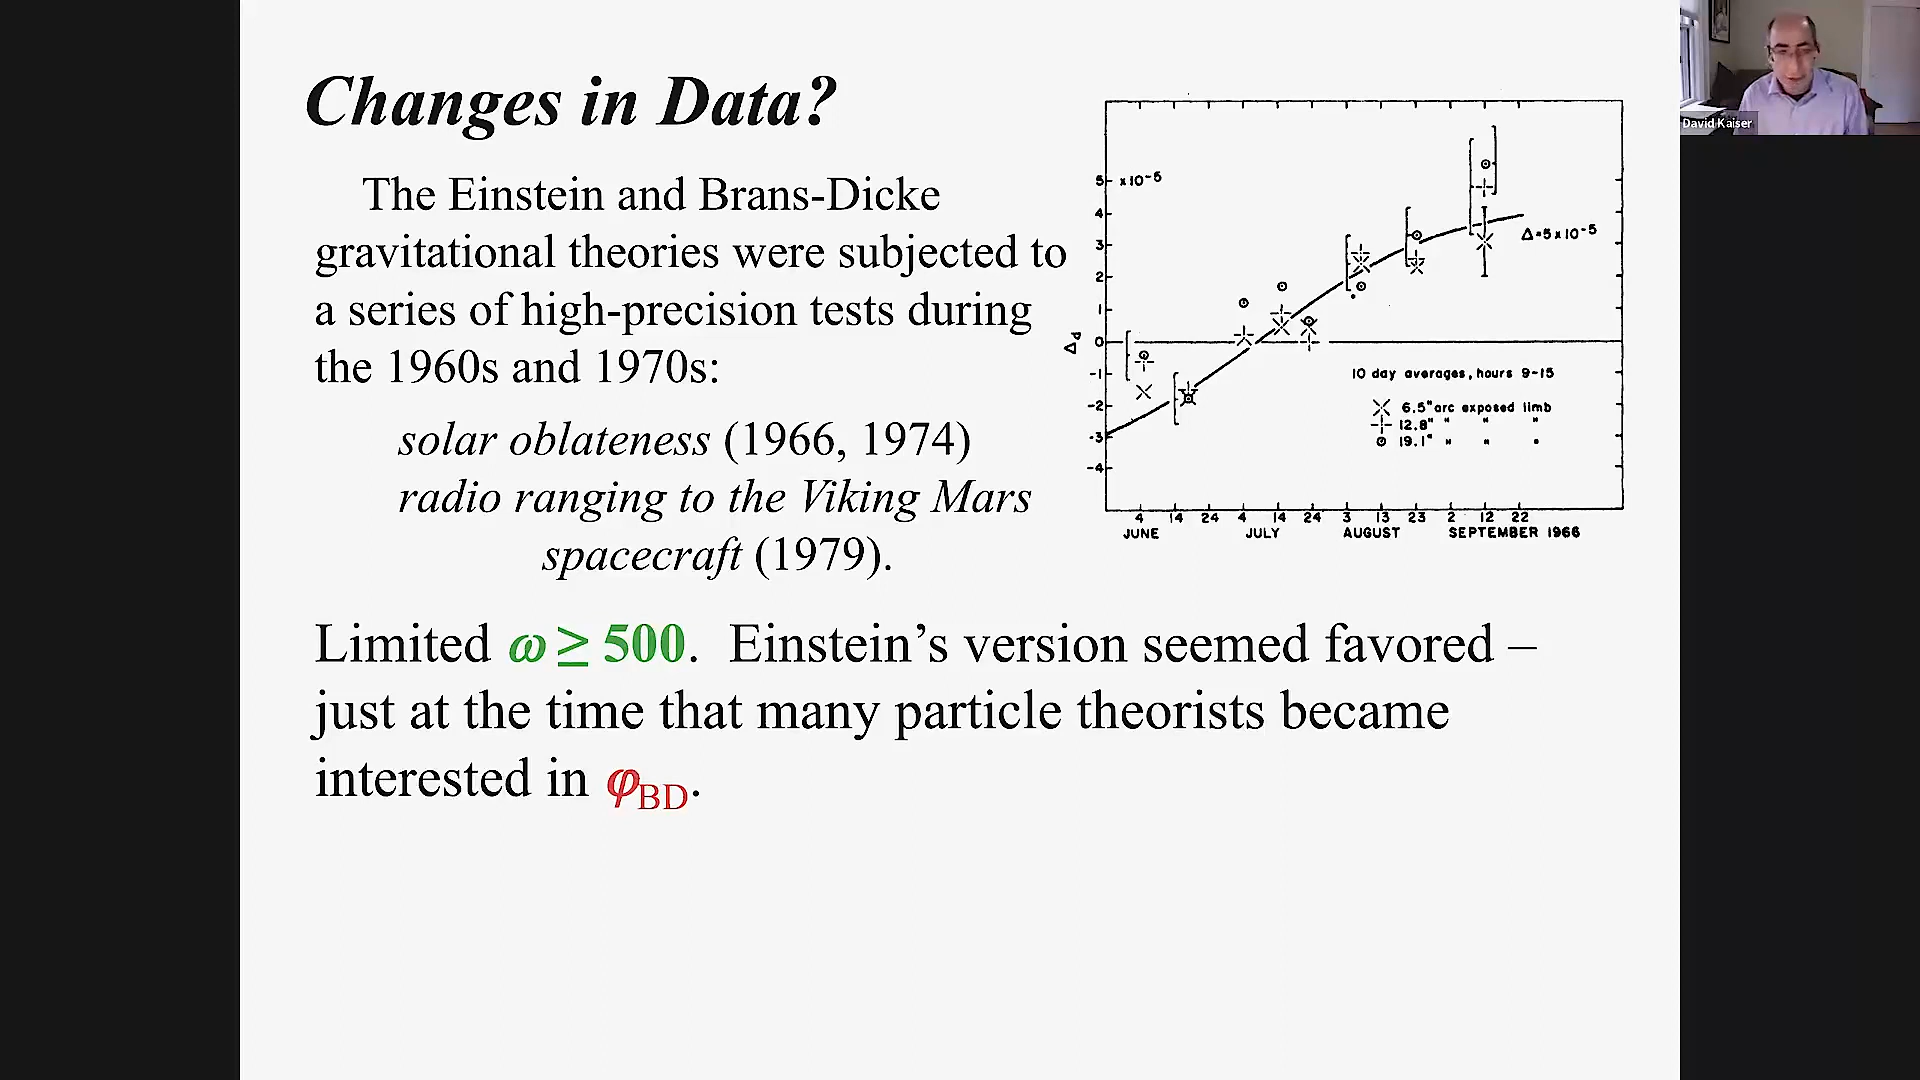 Changes in Data?
The Einstein and Brans-Dicke
gravitational theories were subjected to
a series of high-precision tests during
the 1960s and 1970s:
solar oblateness (1966, 1974)
radio ranging to the Viking Mars
spacecraft (1979).
Limited ω ≥ 500. Einstein’s version seemed favored –
just at the time that many particle theorists became
interested in φBD.
5 x10-5
4
3
2
1
0
-1
-2
-3
-4
Δd
Δ=5x10-5
10 day averages, hours 9-15
6.5" arc exposed limb
12.8" " " "
19.1" " " "
4 14 24 4 14 24 3 13 23 2 12 22
JUNE JULY AUGUST SEPTEMBER 1966
David Kaiser